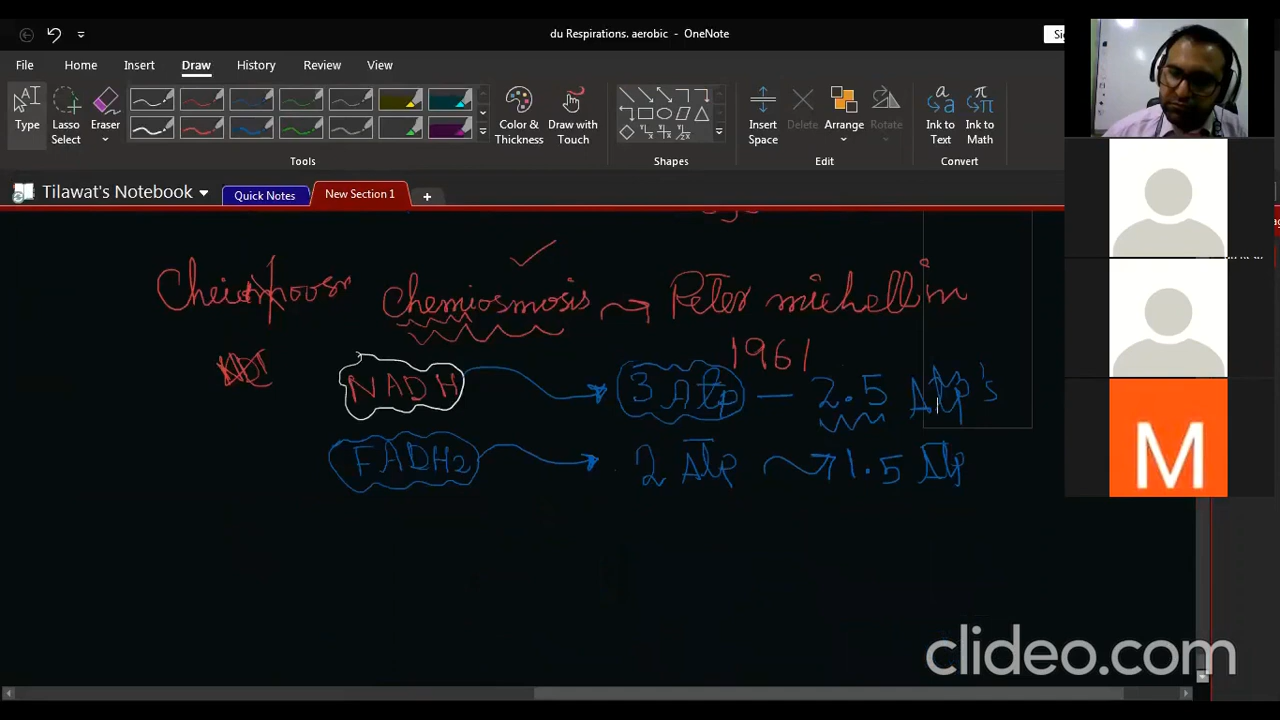 du Respirations. aerobic - OneNote
File Home Insert Draw History Review View
Type
Lasso Select
Eraser
Color & Thickness
Draw with Touch
Insert Space
Delete
Arrange
Rotate
Ink to Text
Ink to Math
Tools
Shapes
Edit
Convert
Tilawat's Notebook
Quick Notes
New Section 1
Chemiosmosis → Peter michellin
1961
NADH → 3 Atp — 2.5 Atp's
FADH2 → 2 Atp → 1.5 Atp
M
clideo.com